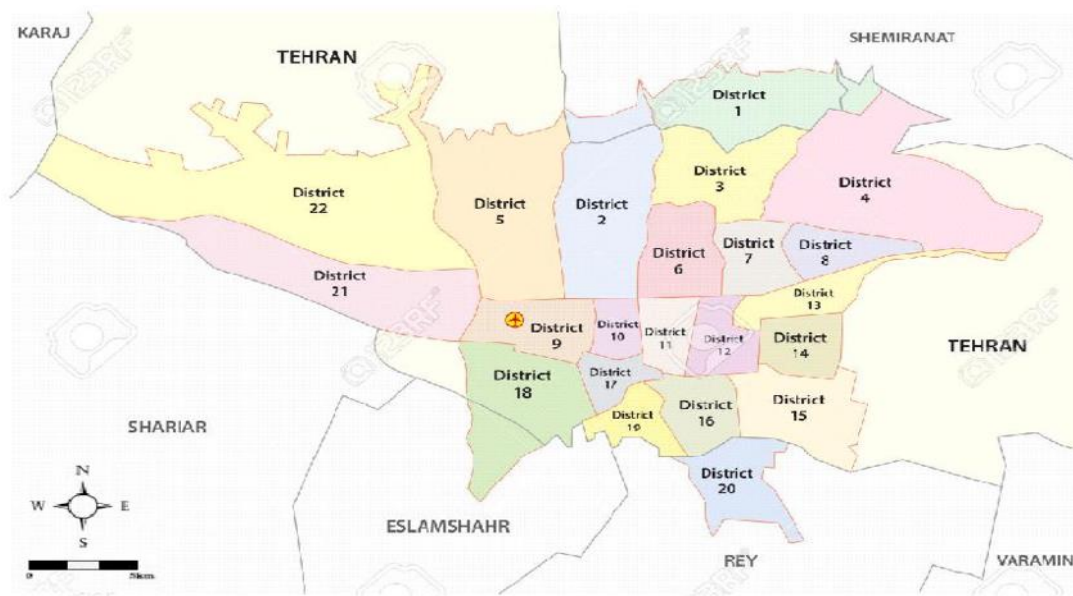 KARAJ
TEHRAN
SHEMIRANAT
District
1
District
22
District
5
District
2
District
3
District
4
District
6
District
7
District
8
District
21
District
13
District
9
District
10
District
11
District
12
District
14
District
18
District
17
District
19
District
16
District
15
District
20
TEHRAN
SHARIAR
ESLAMSHAHR
REY
VARAMIN
N
W
E
S
0
123RF